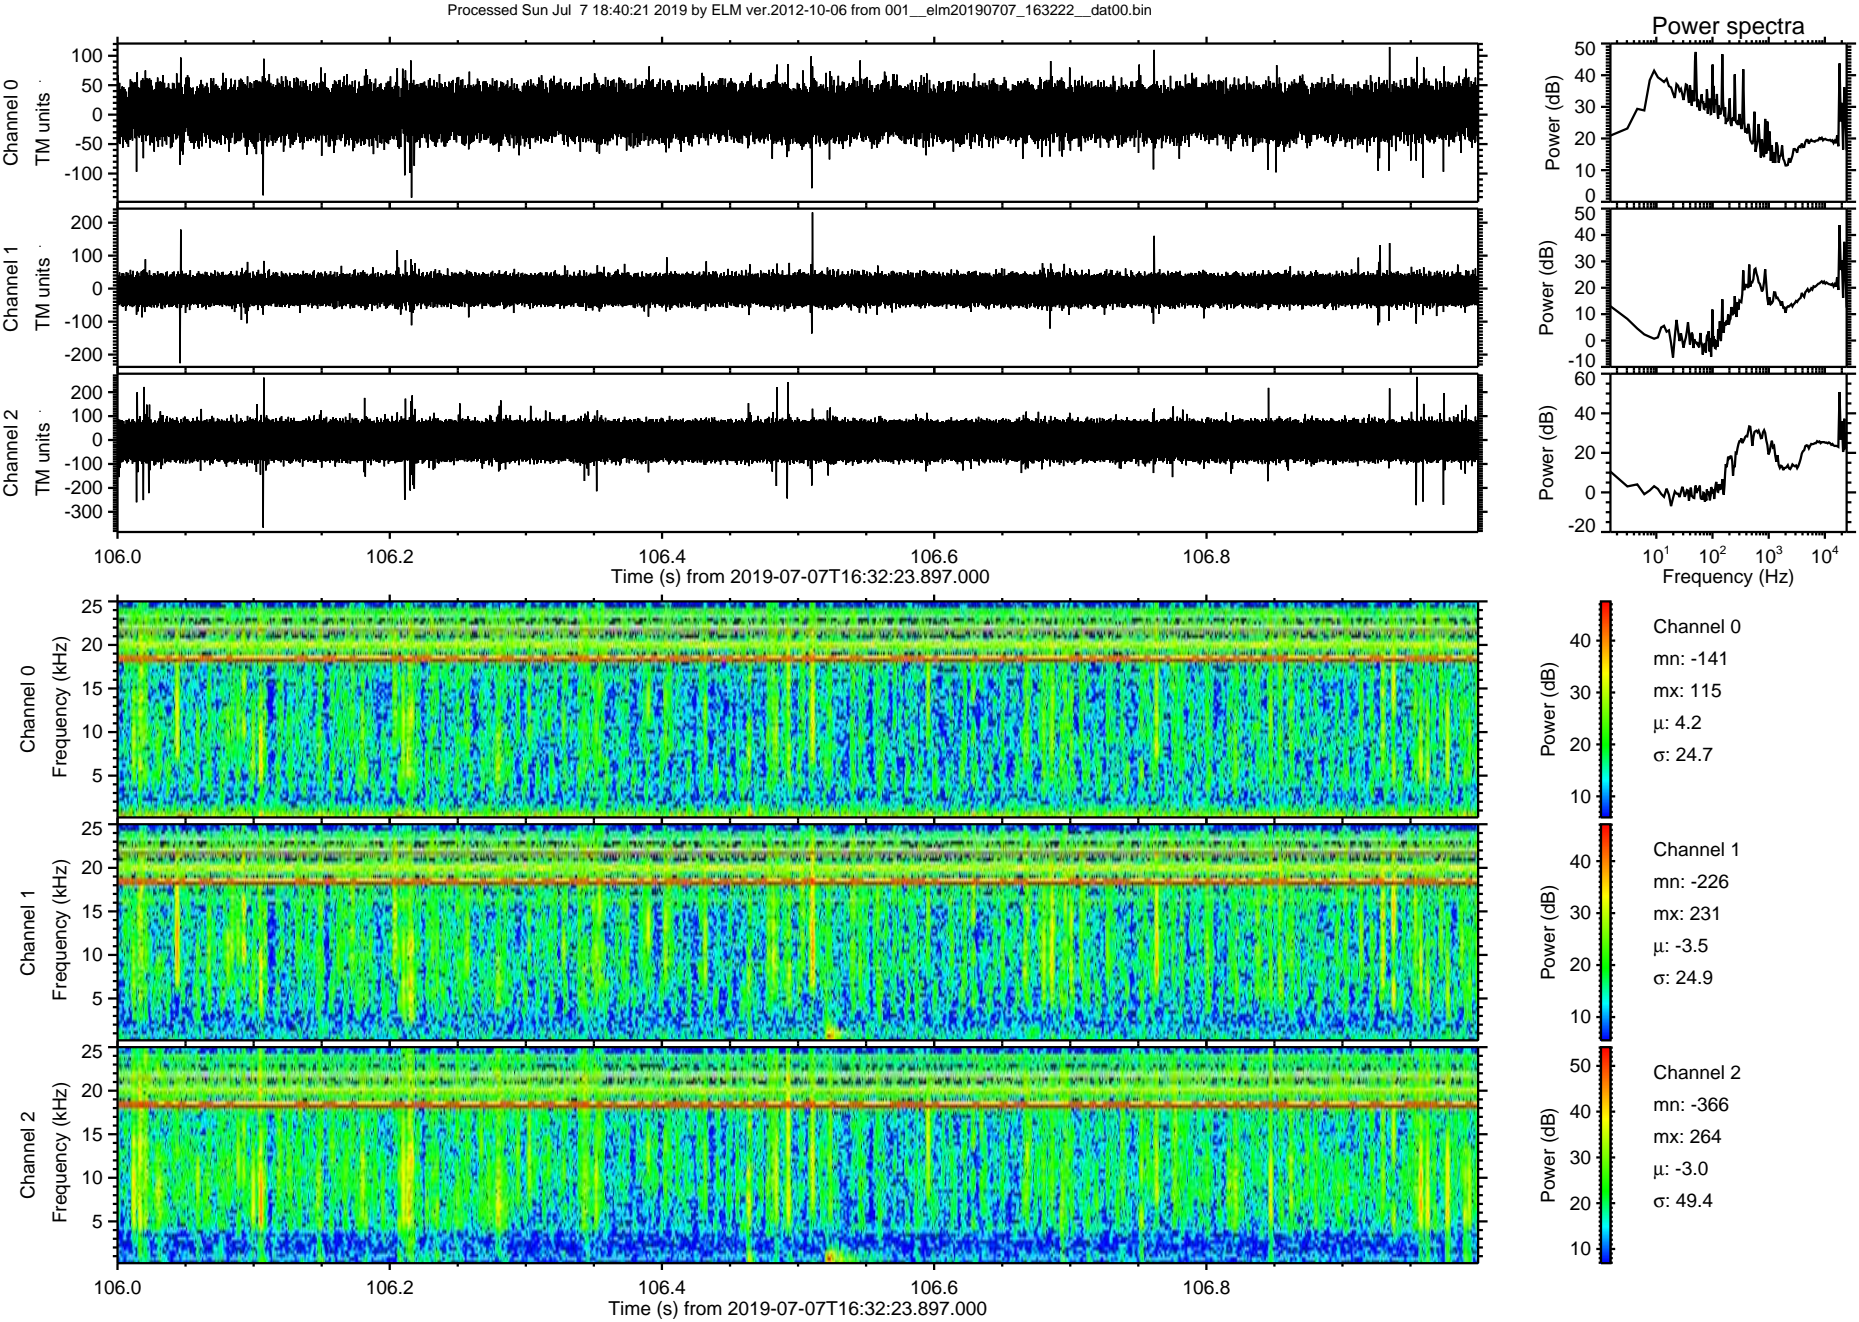 Processed Sun Jul 7 18:40:21 2019 by ELM ver.2012-10-06 from 001__elm20190707_163222__dat00.bin
Power spectra
Channel 0
TM units
100
50
0
-50
-100
Power (dB)
50
40
30
20
10
0
Channel 1
TM units
200
100
0
-100
-200
Power (dB)
50
40
30
20
10
0
-10
Channel 2
TM units
200
100
0
-100
-200
-300
Power (dB)
60
40
20
0
-20
106.0 106.2 106.4 106.6 106.8
Time (s) from 2019-07-07T16:32:23.897.000
10¹ 10² 10³ 10⁴
Frequency (Hz)
Channel 0
Frequency (kHz)
25
20
15
10
5
Power (dB)
40
30
20
10
Channel 0
mn: -141
mx: 115
μ: 4.2
σ: 24.7
Channel 1
Frequency (kHz)
25
20
15
10
5
Power (dB)
40
30
20
10
Channel 1
mn: -226
mx: 231
μ: -3.5
σ: 24.9
Channel 2
Frequency (kHz)
25
20
15
10
5
Power (dB)
50
40
30
20
10
Channel 2
mn: -366
mx: 264
μ: -3.0
σ: 49.4
106.0 106.2 106.4 106.6 106.8
Time (s) from 2019-07-07T16:32:23.897.000